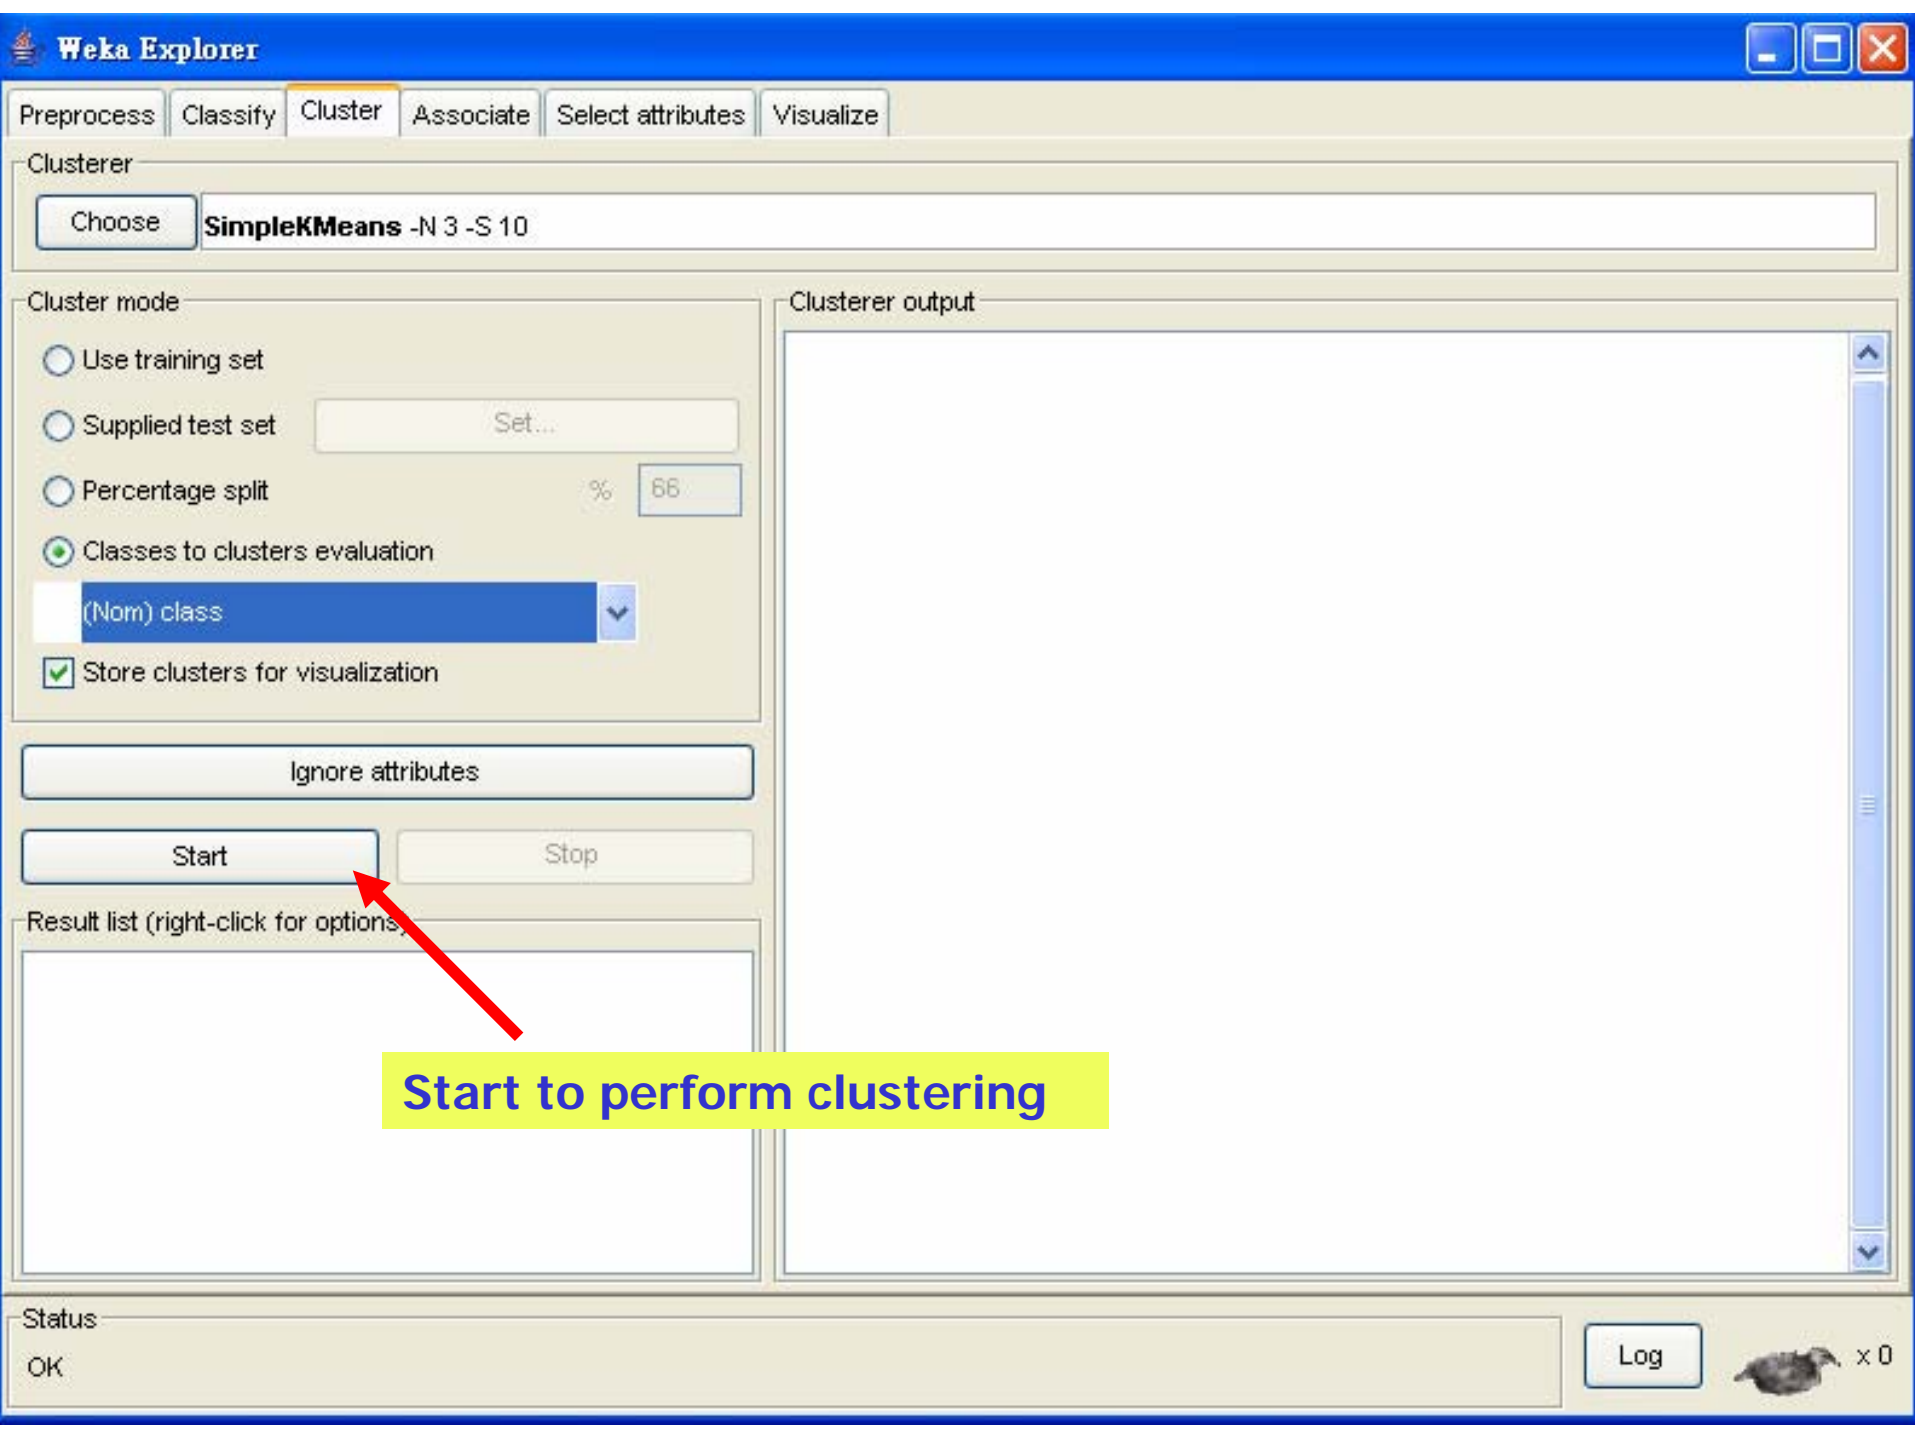 Weka Explorer
Preprocess Classify Cluster Associate Select attributes Visualize
Clusterer
Choose SimpleKMeans -N 3 -S 10
Cluster mode
Use training set
Supplied test set Set...
Percentage split % 66
Classes to clusters evaluation
(Nom) class
Store clusters for visualization
Ignore attributes
Start Stop
Result list (right-click for options)
Clusterer output
Start to perform clustering
Status
OK
Log x 0